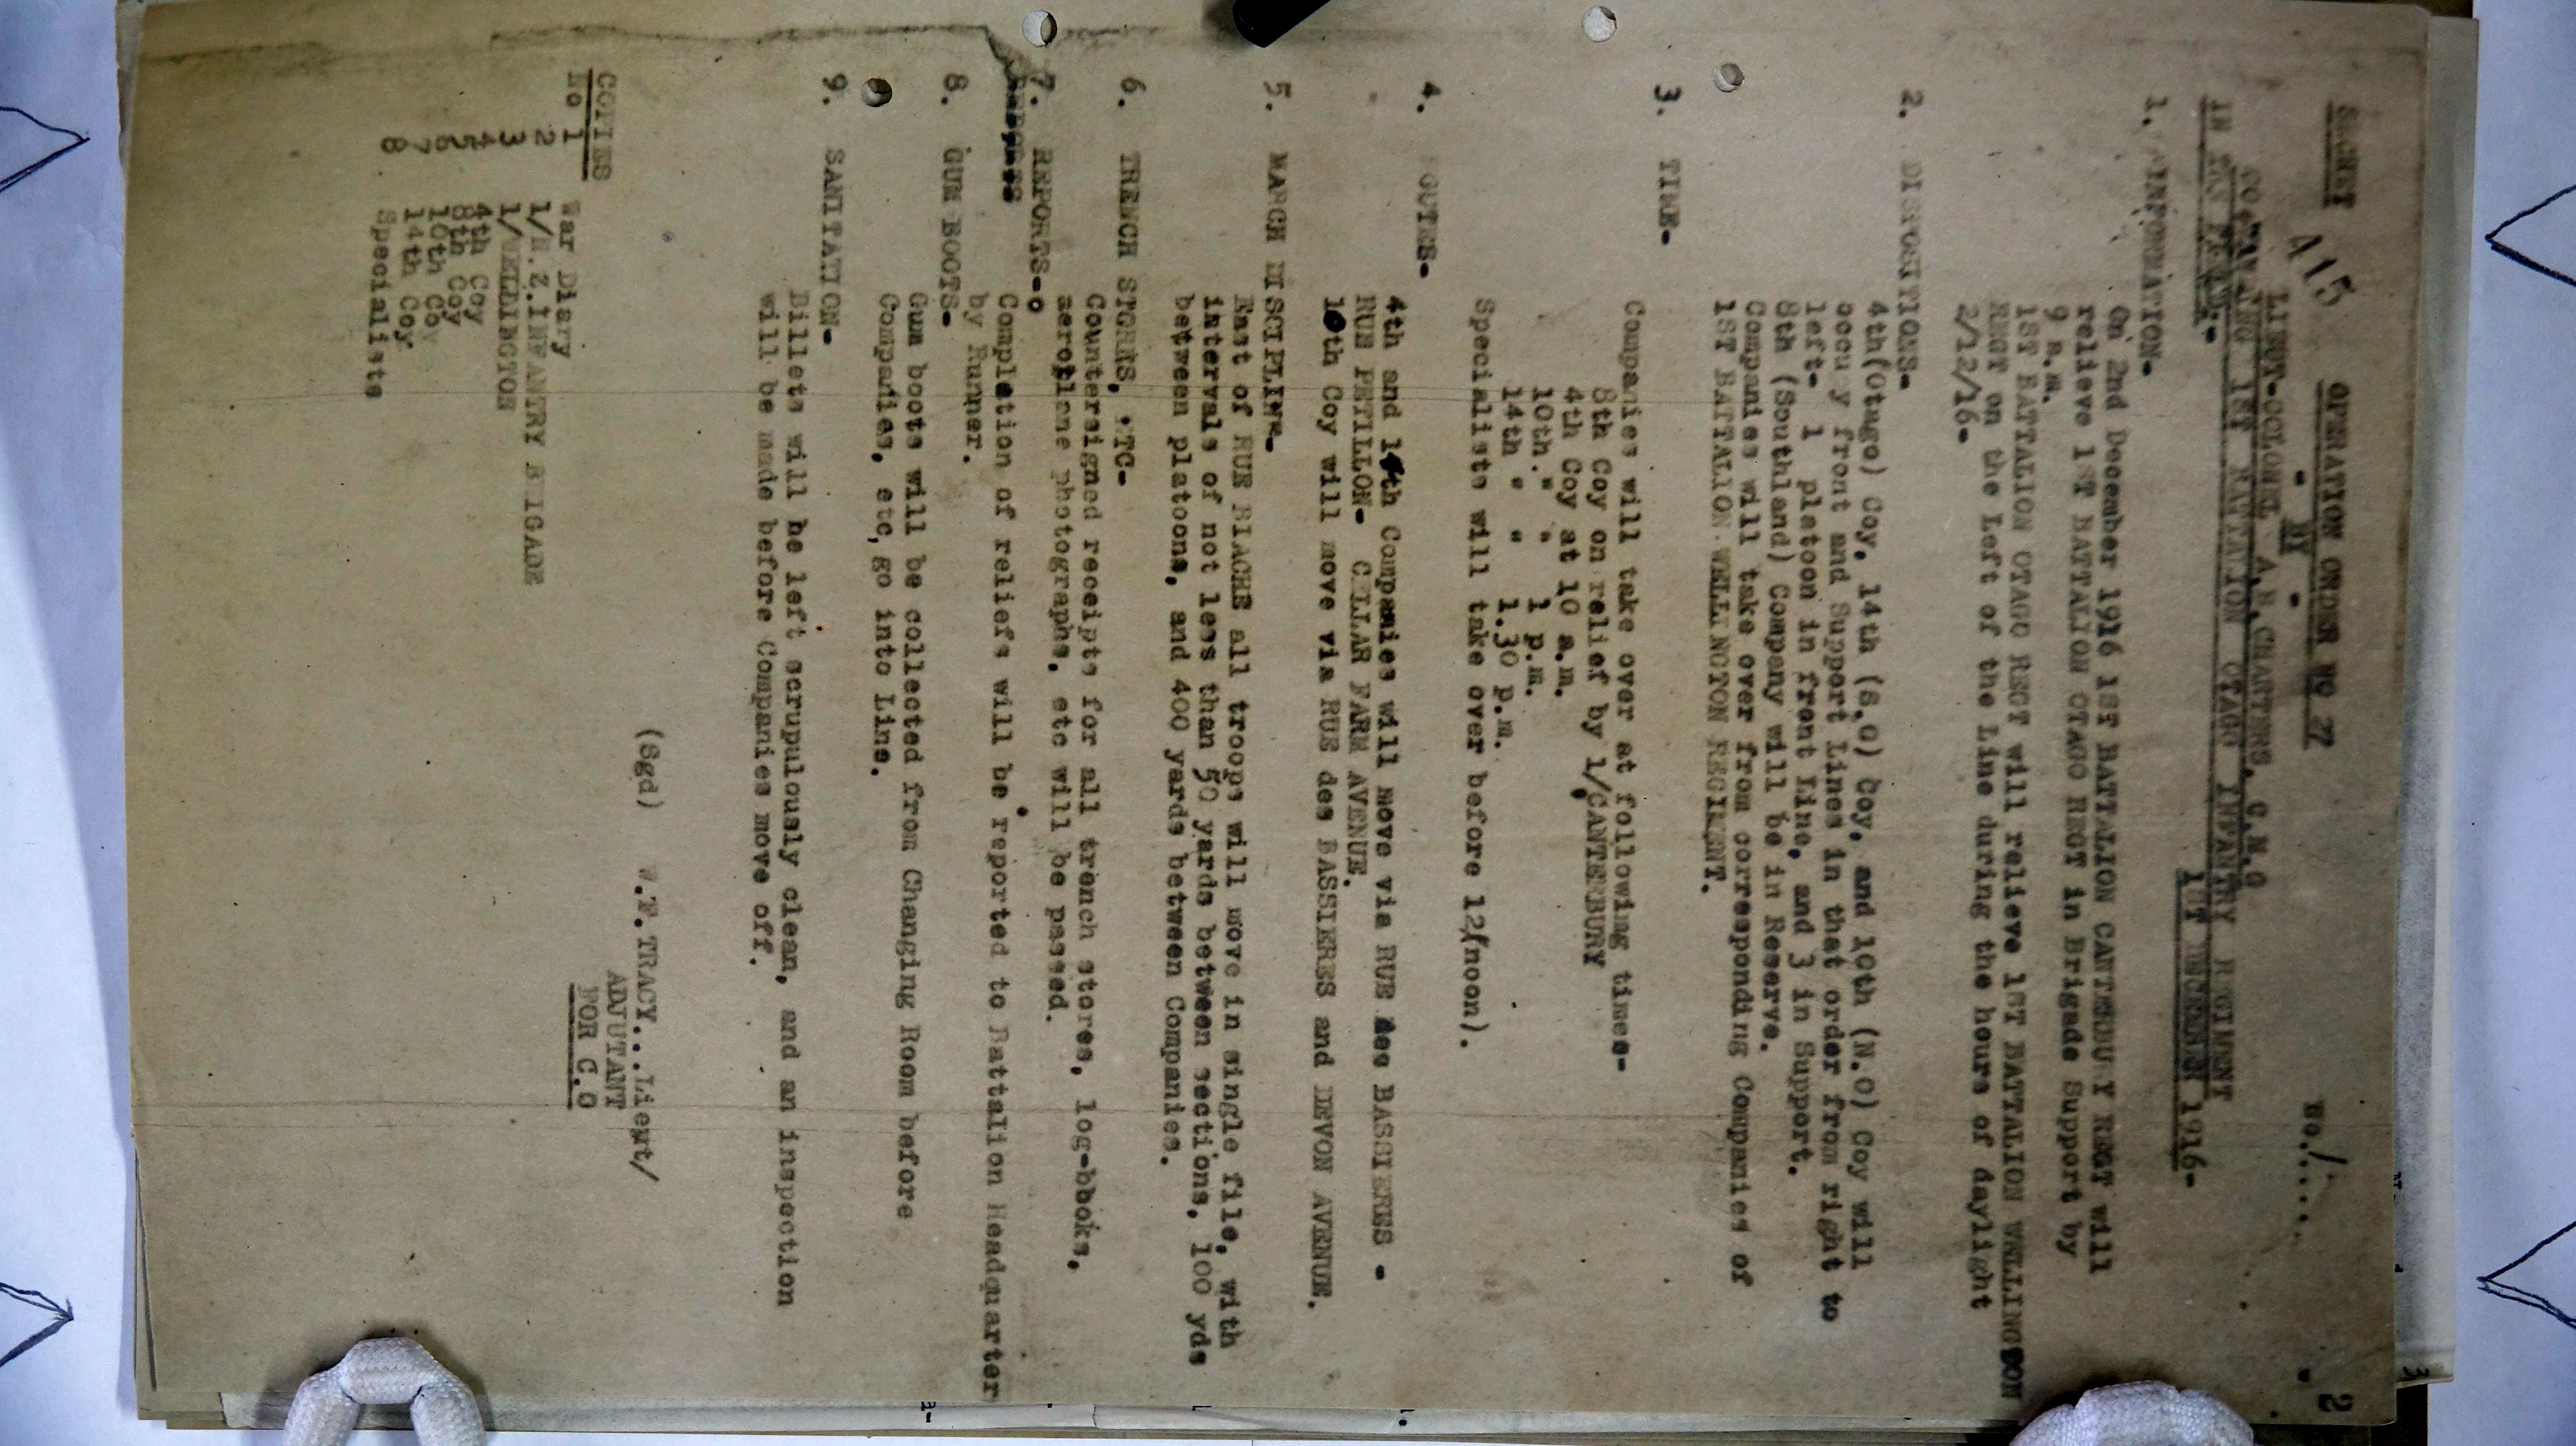 SECRET OPERATION ORDER NO 27 No./.....
A15 - BY - 2
LIEUT-COLONEL A.B.CHARTERS, C.M.G
COMMANDING 1ST BATTALION OTAGO INFANTRY REGIMENT
IN THE FIELD.- 1ST DECEMBER 1916-
1. INFORMATION-
On 2nd December 1916 1ST BATTALION CANTERBURY REGT will
relieve 1ST BATTALION OTAGO REGT in Brigade Support by
9 a.m.
1ST BATTALION OTAGO REGT will relieve 1ST BATTALION WELLINGTON
REGT on the Left of the Line during the hours of daylight
2/12/16-
2. DISPOSITIONS-
4th(Otago) Coy, 14th (S.O) Coy, and 10th (N.O) Coy will
occu y front and Support Lines in that order from right to
left- 1 platoon in front Line, and 3 in Support.
8th (Southland) Company will be in Reserve.
Companies will take over from corresponding Companies of
1ST BATTALION WELLINGTON REGIMENT.
3. TIME-
Companies will take over at following times-
8th Coy on relief by 1/CANTERBURY
4th Coy at 10 a.m.
10th. " " 1 p.m.
14th " " 1.30 p.m.
Specialists will take over before 12(noon).
4. ROUTES-
4th and 14th Companies will move via RUE des BASSIERES -
RUE PETILLON- CELLAR FARM AVENUE.
10th Coy will move via RUE des BASSIERES and DEVON AVENUE.
5. MARCH DISCIPLINE-
East of RUE BIACHE all troops will move in single file, with
intervals of not less than 50 yards between sections, 100 yds
between platoons, and 400 yards between Companies.
6. TRENCH STORES, ETC-
Countersigned receipts for all trench stores, log-bboks,
aeroplane photographs, etc will be passed.
7. REPORTS-o
Completion of reliefs will be reported to Battalion Headquarter
by Runner.
8. GUM BOOTS-
Gum boots will be collected from Changing Room before
Companies, etc,go into Line.
9. SANITATION-
Billets will be left scrupulously clean, and an inspection
will be made before Companies move off.
(Sgd) W.F.TRACY...Lieut/
ADJUTANT
FOR C.O
COPIES
No 1 War Diary
2 1/N.Z.INFANTRY BRIGADE
3 1/WELLINGTON
4 4th Coy
5 8th Coy
6 10th Coy
7 14th Coy
8 Specialists